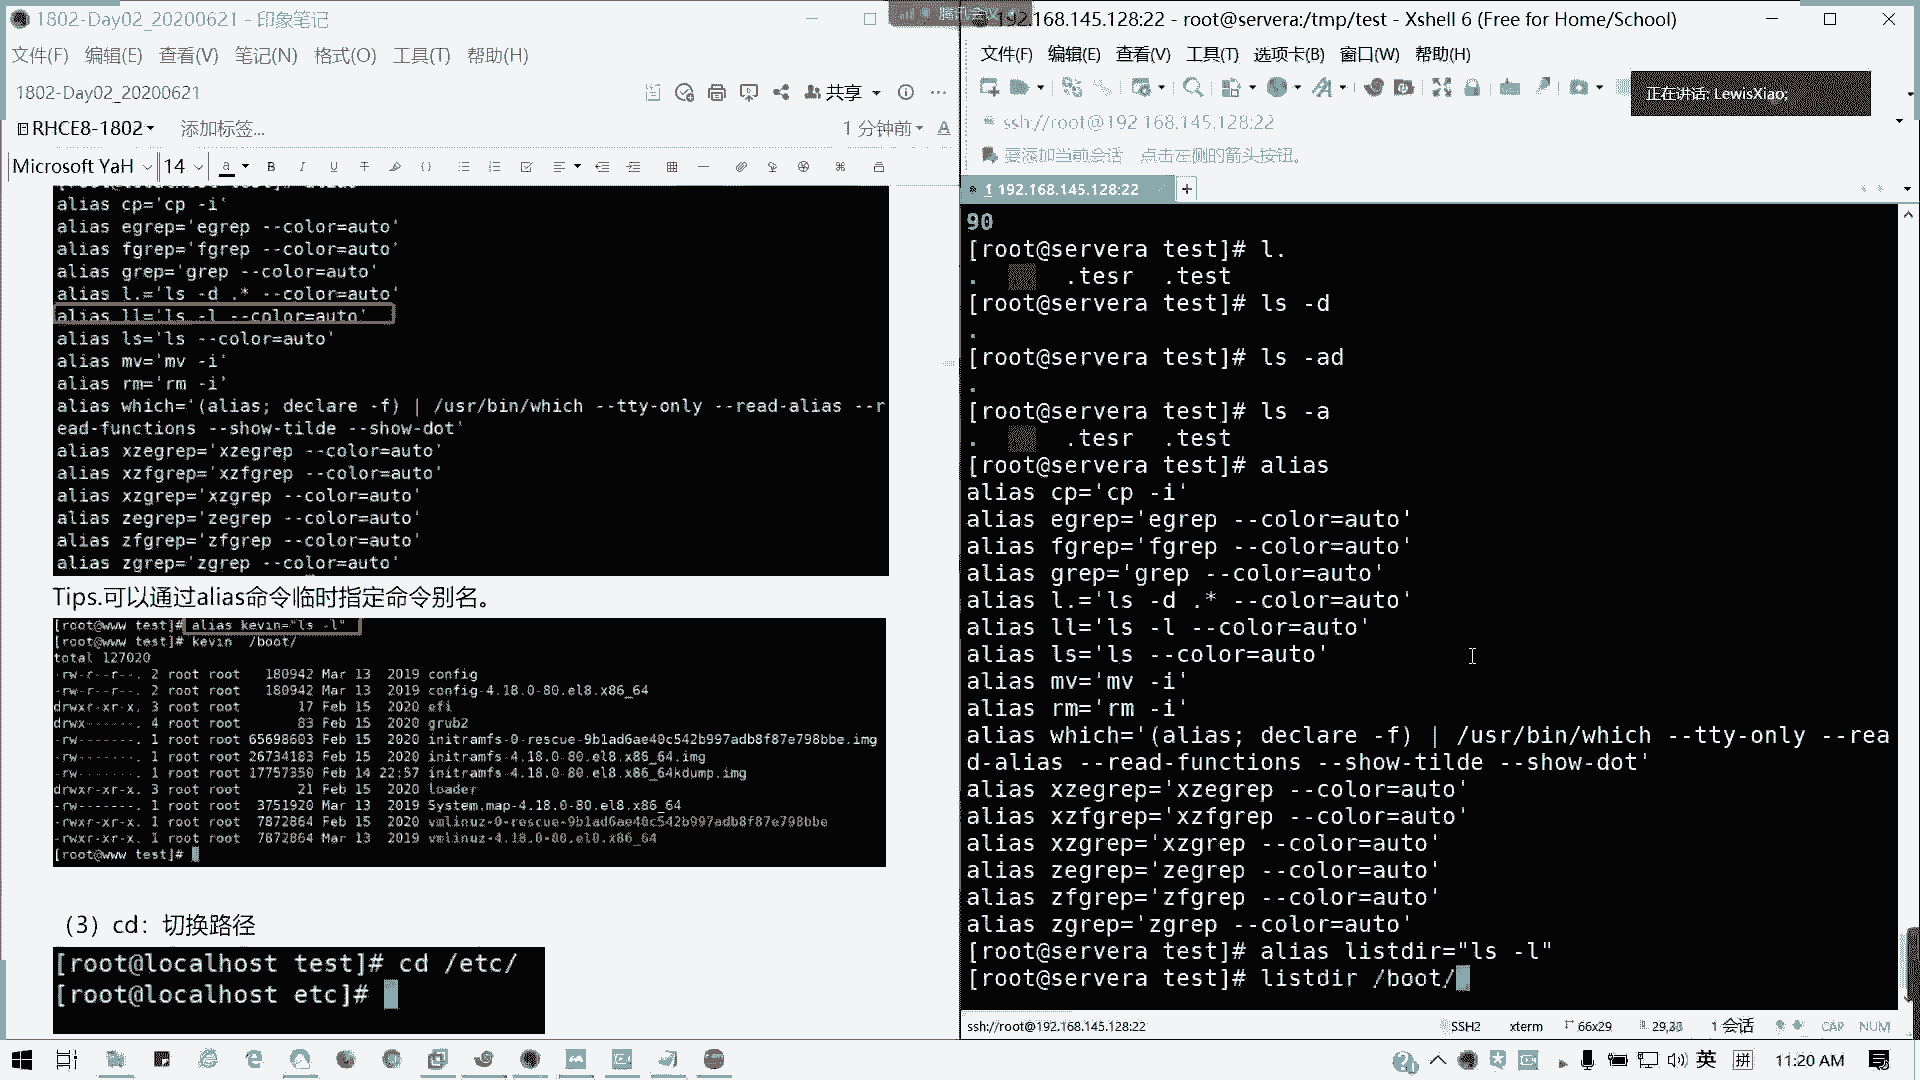 1802-Day02_20200621 - 印象笔记
文件(F) 编辑(E) 查看(V) 笔记(N) 格式(O) 工具(T) 帮助(H)
1802-Day02_20200621
共享
RHCE8-1802 添加标签...
1 分钟前
Microsoft YaH 14
alias cp='cp -i'
alias egrep='egrep --color=auto'
alias fgrep='fgrep --color=auto'
alias grep='grep --color=auto'
alias l.='ls -d .* --color=auto'
alias ll='ls -l --color=auto'
alias ls='ls --color=auto'
alias mv='mv -i'
alias rm='rm -i'
alias which='(alias; declare -f) | /usr/bin/which --tty-only --read-alias --r
ead-functions --show-tilde --show-dot'
alias xzegrep='xzegrep --color=auto'
alias xzfgrep='xzfgrep --color=auto'
alias xzgrep='xzgrep --color=auto'
alias zegrep='zegrep --color=auto'
alias zfgrep='zfgrep --color=auto'
alias zgrep='zgrep --color=auto'
Tips.可以通过alias命令临时指定命令别名。
[root@www test]# alias kevin="ls -l"
[root@www test]# kevin /boot/
total 127020
-rw-r--r--. 2 root root 180942 Mar 13 2019 config
-rw-r--r--. 2 root root 180942 Mar 13 2019 config-4.18.0-80.el8.x86_64
drwxr-xr-x. 3 root root 17 Feb 15 2020 efi
drwx------. 4 root root 83 Feb 15 2020 grub2
-rw-------. 1 root root 65698603 Feb 15 2020 initramfs-0-rescue-9b1ad6ae40c542b997adb8f87e798bbe.img
-rw-------. 1 root root 26734183 Feb 15 2020 initramfs-4.18.0-80.el8.x86_64.img
-rw-------. 1 root root 17757350 Feb 14 22:57 initramfs-4.18.0-80.el8.x86_64kdump.img
drwxr-xr-x. 3 root root 21 Feb 15 2020 loader
-rw-------. 1 root root 3751920 Mar 13 2019 System.map-4.18.0-80.el8.x86_64
-rwxr-xr-x. 1 root root 7872864 Feb 15 2020 vmlinuz-0-rescue-9b1ad6ae40c542b997adb8f87e798bbe
-rwxr-xr-x. 1 root root 7872864 Mar 13 2019 vmlinuz-4.18.0-80.el8.x86_64
[root@www test]#
（3）cd：切换路径
[root@localhost test]# cd /etc/
[root@localhost etc]#
腾讯会议
192.168.145.128:22 - root@servera:/tmp/test - Xshell 6 (Free for Home/School)
文件(F) 编辑(E) 查看(V) 工具(T) 选项卡(B) 窗口(W) 帮助(H)
正在讲话: LewisXiao;
ssh://root@192.168.145.128:22
要添加当前会话，点击左侧的箭头按钮。
1 192.168.145.128:22
90
[root@servera test]# l.
. .tesr .test
[root@servera test]# ls -d
.
[root@servera test]# ls -ad
.
[root@servera test]# ls -a
. .tesr .test
[root@servera test]# alias
alias cp='cp -i'
alias egrep='egrep --color=auto'
alias fgrep='fgrep --color=auto'
alias grep='grep --color=auto'
alias l.='ls -d .* --color=auto'
alias ll='ls -l --color=auto'
alias ls='ls --color=auto'
alias mv='mv -i'
alias rm='rm -i'
alias which='(alias; declare -f) | /usr/bin/which --tty-only --rea
d-alias --read-functions --show-tilde --show-dot'
alias xzegrep='xzegrep --color=auto'
alias xzfgrep='xzfgrep --color=auto'
alias xzgrep='xzgrep --color=auto'
alias zegrep='zegrep --color=auto'
alias zfgrep='zfgrep --color=auto'
alias zgrep='zgrep --color=auto'
[root@servera test]# alias listdir="ls -l"
[root@servera test]# listdir /boot/
ssh://root@192.168.145.128:22 SSH2 xterm 66x29 29,33 1 会话 CAP NUM
英 拼 11:20 AM